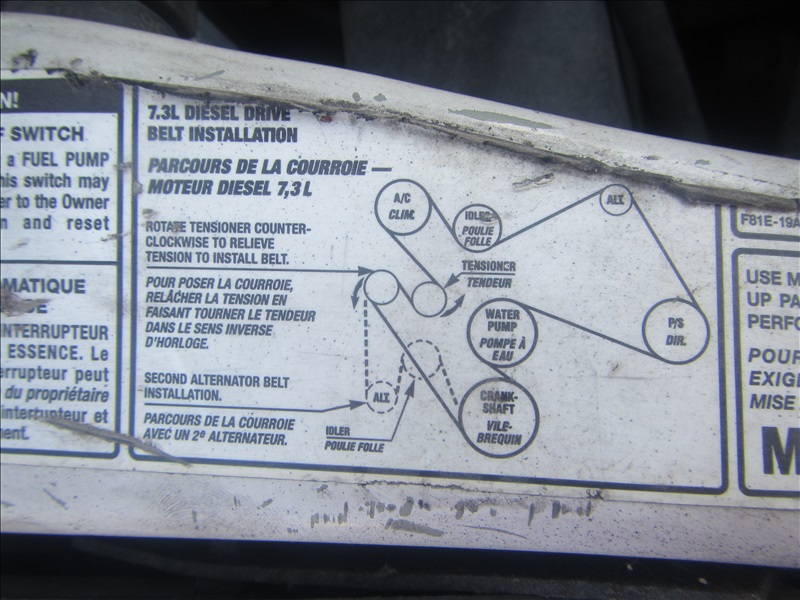 N!
F SWITCH
a FUEL PUMP
his switch may
er to the Owner
n and reset
MATIQUE
E
INTERRUPTEUR
ESSENCE. Le
errupteur peut
du propriétaire
interrupteur et
ment.
7.3L DIESEL DRIVE
BELT INSTALLATION
PARCOURS DE LA COURROIE —
MOTEUR DIESEL 7,3 L
ROTATE TENSIONER COUNTER-
CLOCKWISE TO RELIEVE
TENSION TO INSTALL BELT.
POUR POSER LA COURROIE,
RELÂCHER LA TENSION EN
FAISANT TOURNER LE TENDEUR
DANS LE SENS INVERSE
D'HORLOGE.
SECOND ALTERNATOR BELT
INSTALLATION.
PARCOURS DE LA COURROIE
AVEC UN 2e ALTERNATEUR.
A/C
CLIM.
IDLER
POULIE
FOLLE
ALT.
TENSIONER
TENDEUR
WATER
PUMP
POMPE À
EAU
P/S
DIR.
ALT.
CRANK-
SHAFT
VILE-
BREQUIN
IDLER
POULIE FOLLE
F81E-19A
USE M
UP PA
PERFO
POUR
EXIG
MISE
M